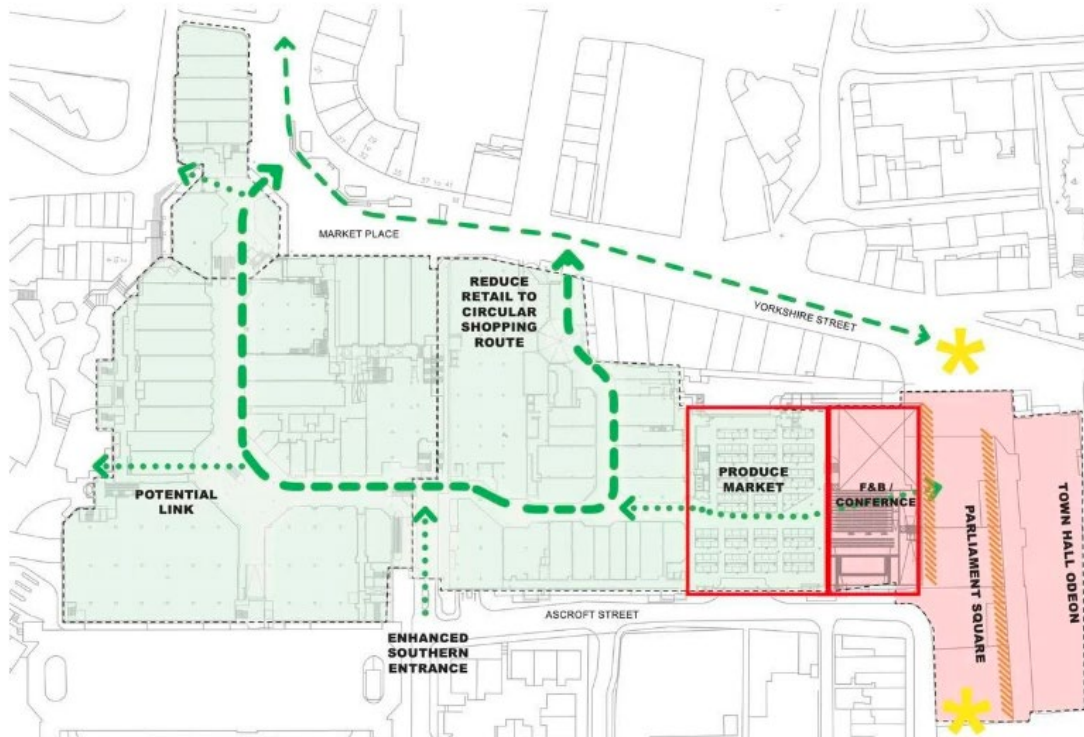 MARKET PLACE
REDUCE
RETAIL TO
CIRCULAR
SHOPPING
ROUTE
YORKSHIRE STREET
PRODUCE
MARKET
F&B /
CONFERNCE
POTENTIAL
LINK
PARLIAMENT SQUARE
TOWN HALL ODEON
ASCROFT STREET
ENHANCED
SOUTHERN
ENTRANCE